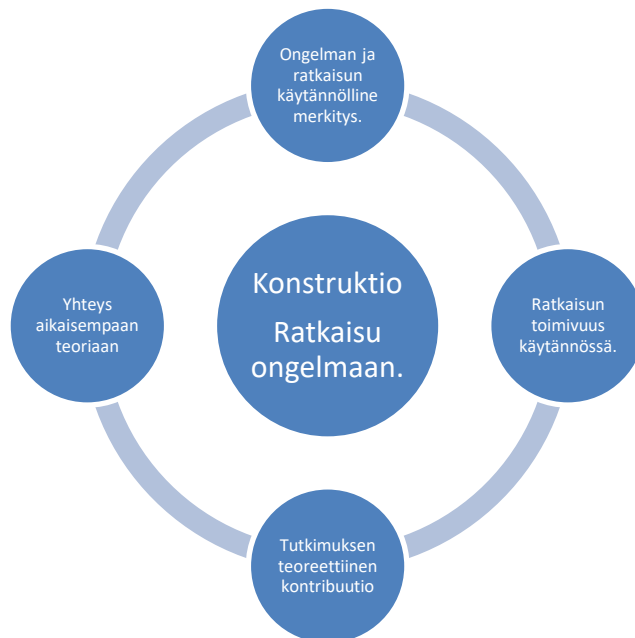 Ongelman ja
ratkaisun
käytännölline
merkitys.
Konstruktio
Ratkaisu
ongelmaan.
Yhteys
aikaisempaan
teoriaan
Ratkaisun
toimivuus
käytännössä.
Tutkimuksen
teoreettiinen
kontribuutio